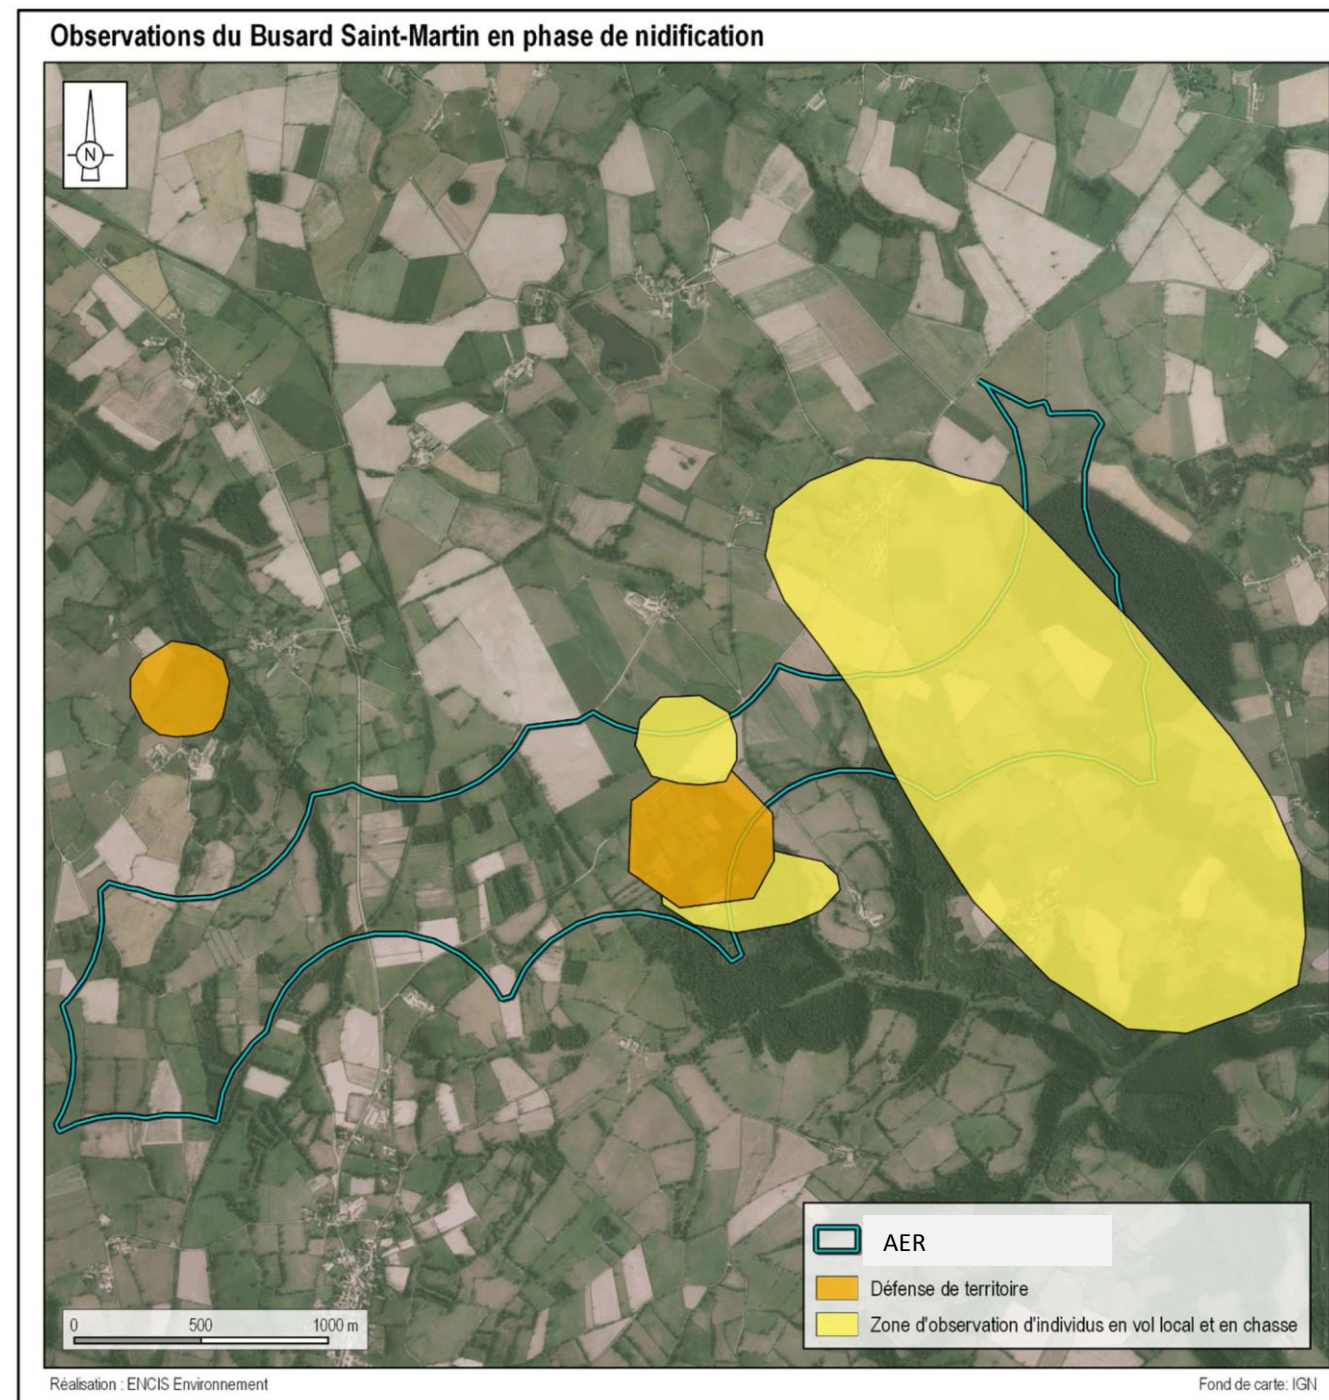 Observations du Busard Saint-Martin en phase de nidification
N
AER
Défense de territoire
Zone d'observation d'individus en vol local et en chasse
0 500 1000 m
Réalisation : ENCIS Environnement
Fond de carte: IGN